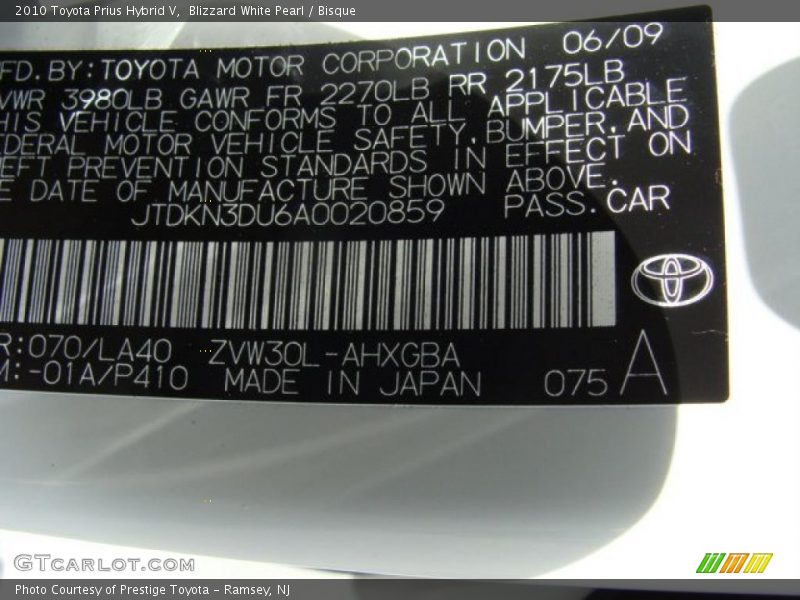 2010 Toyota Prius Hybrid V, Blizzard White Pearl / Bisque
FD.BY:TOYOTA MOTOR CORPORATION 06/09
VWR 3980LB GAWR FR 2270LB RR 2175LB
HIS VEHICLE CONFORMS TO ALL APPLICABLE
EDERAL MOTOR VEHICLE SAFETY,BUMPER,AND
EFT PREVENTION STANDARDS IN EFFECT ON
E DATE OF MANUFACTURE SHOWN ABOVE.
JTDKN3DU6A0020859 PASS.CAR
R:070/LA40 ZVW30L-AHXGBA
M:-01A/P410 MADE IN JAPAN 075 A
GTCarLot.com
Photo Courtesy of Prestige Toyota - Ramsey, NJ